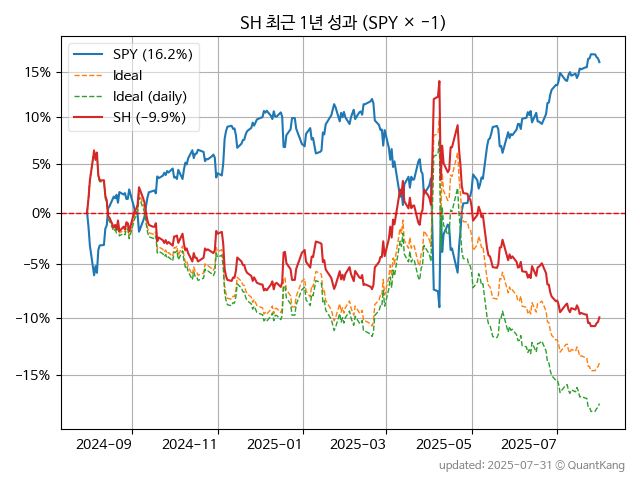 SH 최근 1년 성과 (SPY × −1)
SPY (16.2%)
Ideal
Ideal (daily)
SH (−9.9%)
15%
10%
5%
0%
−5%
−10%
−15%
2024-09
2024-11
2025-01
2025-03
2025-05
2025-07
updated: 2025-07-31 © QuantKang